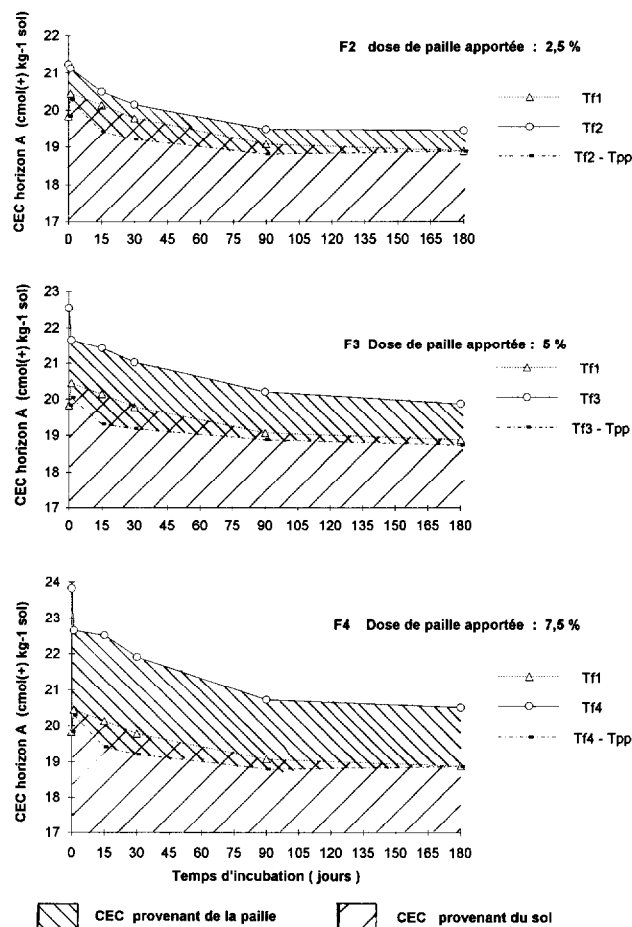 F2 dose de paille apportée : 2,5 %
CEC horizon A (cmol(+) kg-1 sol)
22
21
20
19
18
17
0 15 30 45 60 75 90 105 120 135 150 165 180
Tf1
Tf2
Tf2 - Tpp
F3 Dose de paille apportée : 5 %
CEC horizon A (cmol(+) kg-1 sol)
23
22
21
20
19
18
17
0 15 30 45 60 75 90 105 120 135 150 165 180
Tf1
Tf3
Tf3 - Tpp
F4 Dose de paille apportée : 7,5 %
CEC horizon A (cmol(+) kg-1 sol)
24
23
22
21
20
19
18
17
0 15 30 45 60 75 90 105 120 135 150 165 180
Tf1
Tf4
Tf4 - Tpp
Temps d'incubation ( jours )
CEC provenant de la paille
CEC provenant du sol